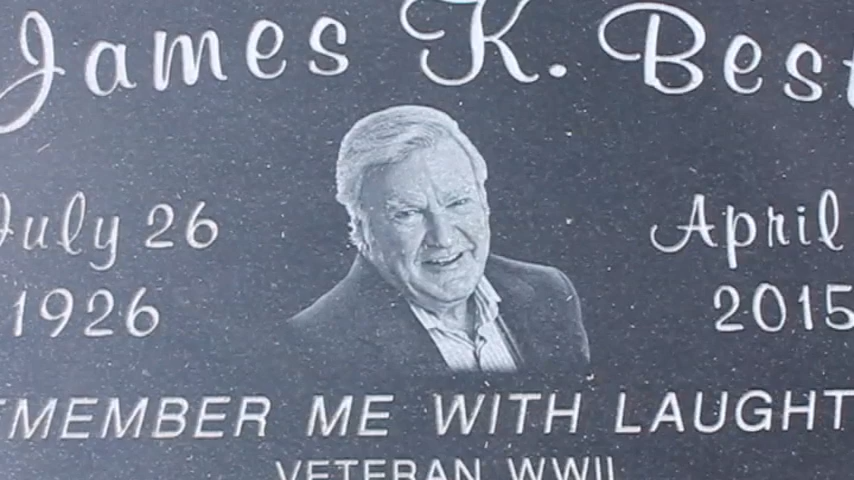 James K. Best
July 26
April
1926
2015
EMEMBER ME WITH LAUGHT
VETERAN WWII